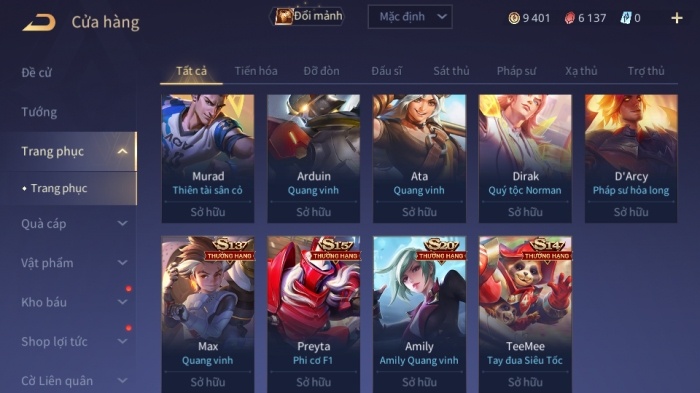 Cửa hàng
Đổi mảnh
Mặc định
9 401
6 137
0
Đề cử
Tướng
Trang phục
Trang phục
Quà cáp
Vật phẩm
Kho báu
Shop lợi tức
Cờ Liên quân
Tất cả Tiến hóa Đỡ đòn Đấu sĩ Sát thủ Pháp sư Xạ thủ Trợ thủ
Murad
Thiên tài sân cỏ
Sở hữu
Arduin
Quang vinh
Sở hữu
Ata
Quang vinh
Sở hữu
Dirak
Quý tộc Norman
Sở hữu
D'Arcy
Pháp sư hỏa long
Sở hữu
S13
THƯỞNG HẠNG
Max
Quang vinh
Sở hữu
S15
THƯỞNG HẠNG
Preyta
Phi cơ F1
Sở hữu
S20
THƯỞNG HẠNG
Amily
Amily Quang vinh
Sở hữu
S14
THƯỞNG HẠNG
TeeMee
Tay đua Siêu Tốc
Sở hữu